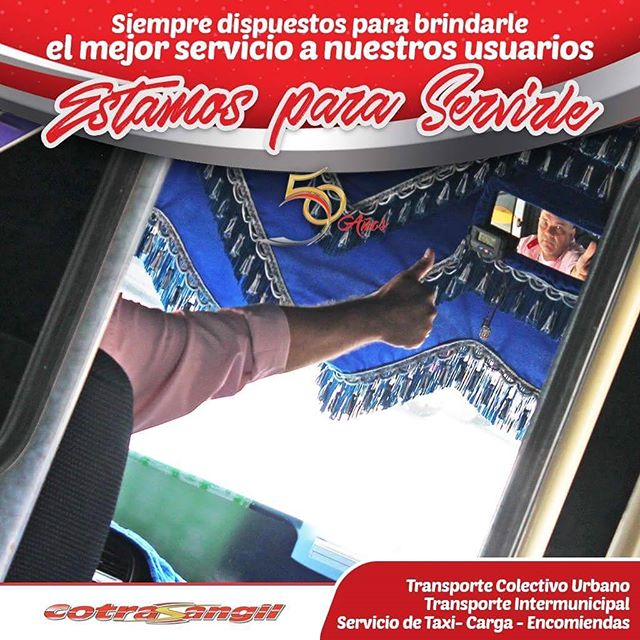 Siempre dispuestos para brindarle
el mejor servicio a nuestros usuarios
Estamos para Servirle
50
Años
CotraSangil
Transporte Colectivo Urbano
Transporte Intermunicipal
Servicio de Taxi- Carga - Encomiendas